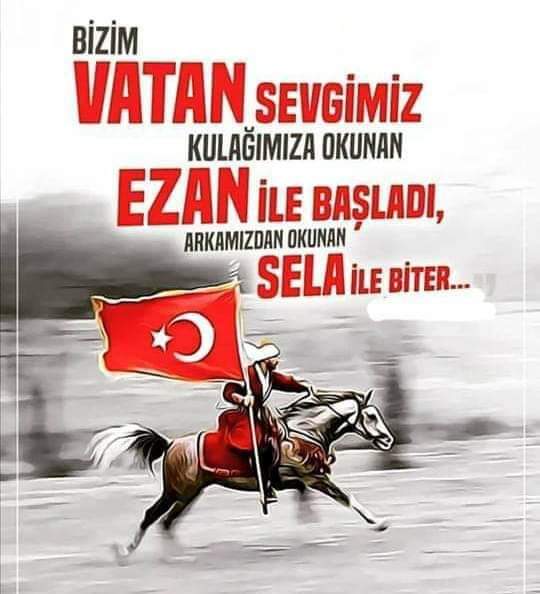 BİZİM
VATAN SEVGİMİZ
KULAĞIMIZA OKUNAN
EZAN İLE BAŞLADI,
ARKAMIZDAN OKUNAN
SELA İLE BİTER..."